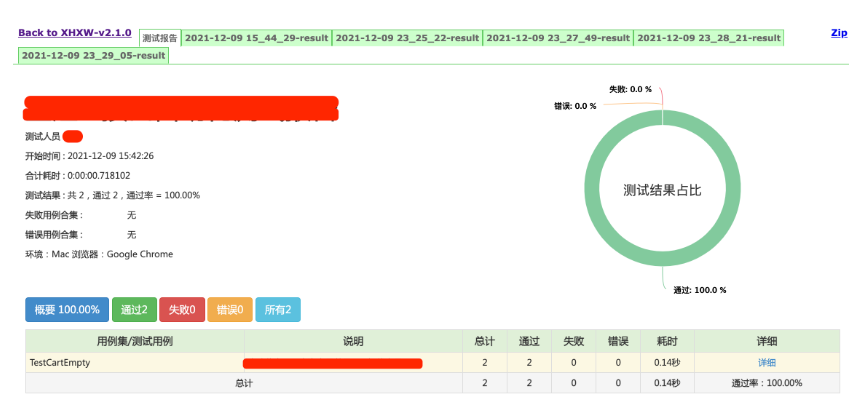 Back to XHXW-v2.1.0 测试报告 2021-12-09 15_44_29-result 2021-12-09 23_25_22-result 2021-12-09 23_27_49-result 2021-12-09 23_28_21-result Zip
2021-12-09 23_29_05-result
失败: 0.0 %
错误: 0.0 %
测试人员
开始时间 : 2021-12-09 15:42:26
合计耗时 : 0:00:00.718102
测试结果 : 共 2，通过 2，通过率 = 100.00%
失败用例合集 : 无
错误用例合集 : 无
环境：Mac 浏览器：Google Chrome
测试结果占比
通过: 100.0 %
概要 100.00% 通过2 失败0 错误0 所有2
用例集/测试用例 说明 总计 通过 失败 错误 耗时 详细
TestCartEmpty 2 2 0 0 0.14秒 详细
总计 2 2 0 0 0.14秒 通过率：100.00%